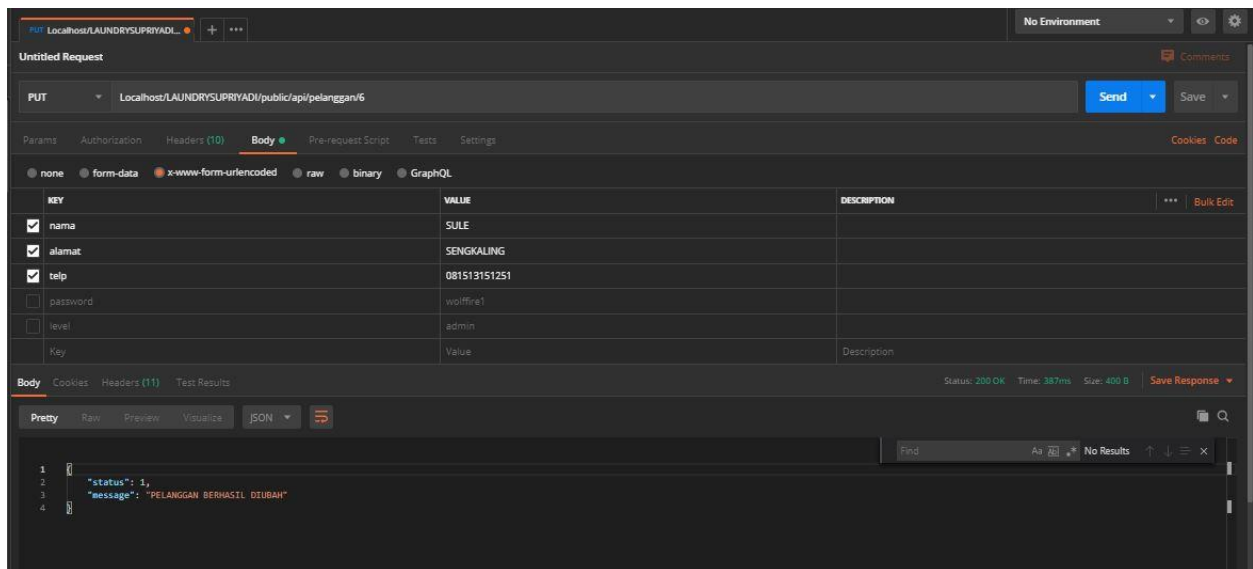 PUT Localhost/LAUNDRYSUPRIYADI... + ••• No Environment
Untitled Request Comments
PUT Localhost/LAUNDRYSUPRIYADI/public/api/pelanggan/6 Send Save
Params Authorization Headers (10) Body Pre-request Script Tests Settings Cookies Code
none form-data x-www-form-urlencoded raw binary GraphQL
KEY VALUE DESCRIPTION ••• Bulk Edit
nama SULE
alamat SENGKALING
telp 081513151251
password wolffire1
level admin
Key Value Description
Body Cookies Headers (11) Test Results Status: 200 OK Time: 387ms Size: 400 B Save Response
Pretty Raw Preview Visualize JSON
Find Aa Abl .* No Results
1 {
2 "status": 1,
3 "message": "PELANGGAN BERHASIL DIUBAH"
4 }